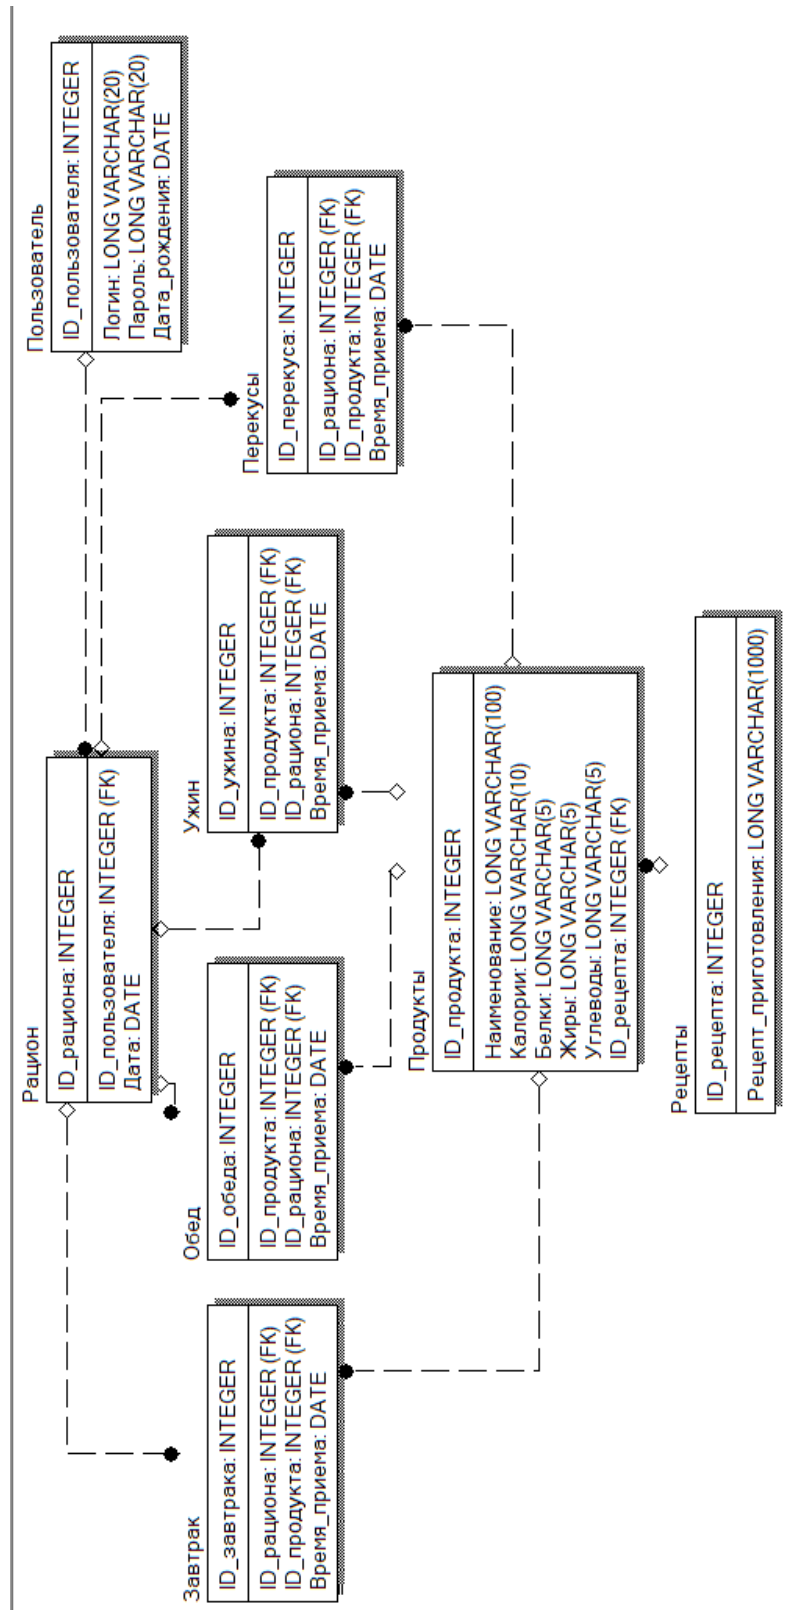 Рацион
ID_рациона: INTEGER
ID_пользователя: INTEGER (FK)
Дата: DATE
Пользователь
ID_пользователя: INTEGER
Логин: LONG VARCHAR(20)
Пароль: LONG VARCHAR(20)
Дата_рождения: DATE
Завтрак
ID_завтрака: INTEGER
ID_рациона: INTEGER (FK)
ID_продукта: INTEGER (FK)
Время_приема: DATE
Обед
ID_обеда: INTEGER
ID_продукта: INTEGER (FK)
ID_рациона: INTEGER (FK)
Время_приема: DATE
Ужин
ID_ужина: INTEGER
ID_продукта: INTEGER (FK)
ID_рациона: INTEGER (FK)
Время_приема: DATE
Перекусы
ID_перекуса: INTEGER
ID_рациона: INTEGER (FK)
ID_продукта: INTEGER (FK)
Время_приема: DATE
Продукты
ID_продукта: INTEGER
Наименование: LONG VARCHAR(100)
Калории: LONG VARCHAR(10)
Белки: LONG VARCHAR(5)
Жиры: LONG VARCHAR(5)
Углеводы: LONG VARCHAR(5)
ID_рецепта: INTEGER (FK)
Рецепты
ID_рецепта: INTEGER
Рецепт_приготовления: LONG VARCHAR(1000)